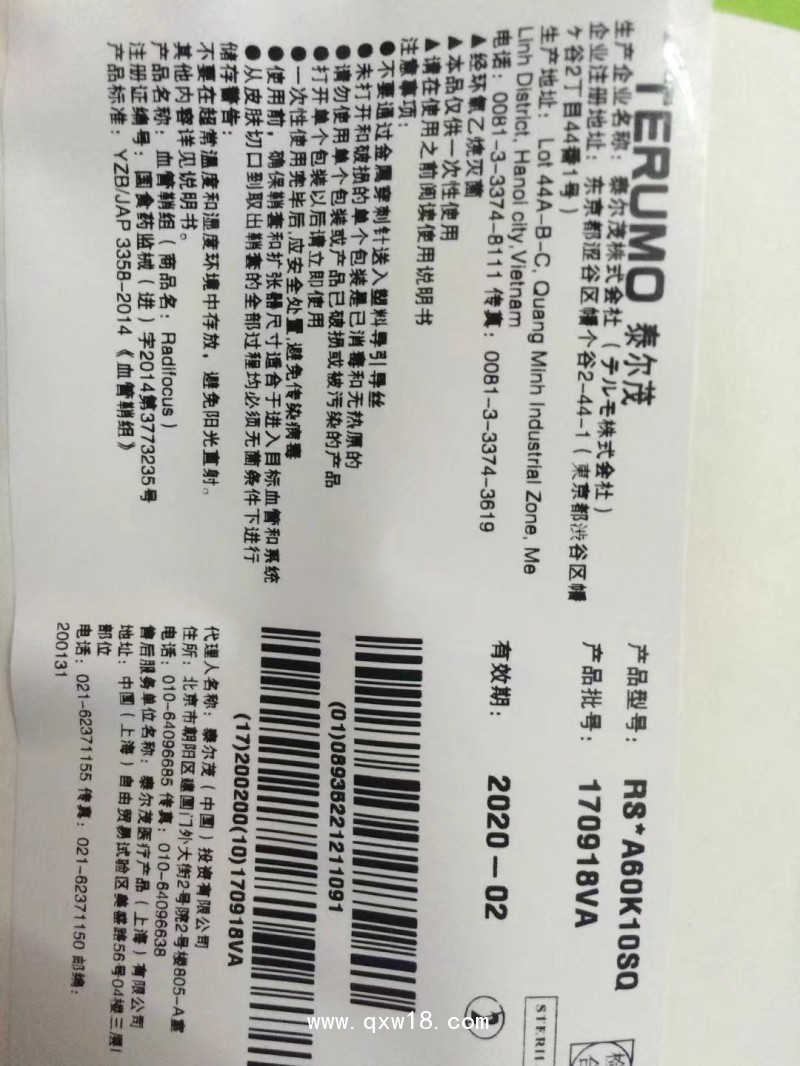 TERUMO 泰尔茂
生产企业名称：泰尔茂株式会社（テルモ株式会社）
企业注册地址：东京都涩谷区幡个谷2-44-1（東京都渋谷区幡
ヶ谷2丁目44番1号）
生产地址：Lot 44A-B-C, Quang Minh Industrial Zone, Me
Linh District, Hanoi city, Vietnam
电话：0081-3-3374-8111 传真：0081-3-3374-3619
▲经环氧乙烷灭菌
▲本品仅供一次性使用
▲请在使用之前阅读使用说明书
注意事项：
●不要通过金属穿刺针送入塑料导引导丝
●未打开和破损的单个包装是已消毒和无热原的
●请勿使用单个包装或产品已破损或被污染的产品
●打开单个包装以后请立即使用
●一次性使用完毕后,应安全处置,避免传染病毒
●使用前，确保鞘套和扩张器尺寸适合于进入目标血管和系统
●从皮肤切口到取出鞘套的全部过程均必须无菌条件下进行
储存警告：
不要在超常温度和湿度环境中存放，避免阳光直射。
其他内容详见说明书。
产品名称：血管鞘组（商品名：Radifocus）
注册证编号：国食药监械（进）字2014第3773235号
产品标准：YZB/JAP 3358-2014《血管鞘组》
产品型号：RS*A60K10SQ
产品批号：170918VA
有效期：2020-02
(01)08935221211091
(17)200200(10)170918VA
代理人名称：泰尔茂（中国）投资有限公司
住所：北京市朝阳区建国门外大街2号院2号楼805-A室
电话：010-64096685 传真：010-64096638
售后服务单位名称：泰尔茂医疗产品（上海）有限公司
地址：中国（上海）自由贸易试验区美盛路56号04楼三层I
部位
电话：021-62371155 传真：021-62371150 邮编：
200131
STERI
检
www.qxw18.com